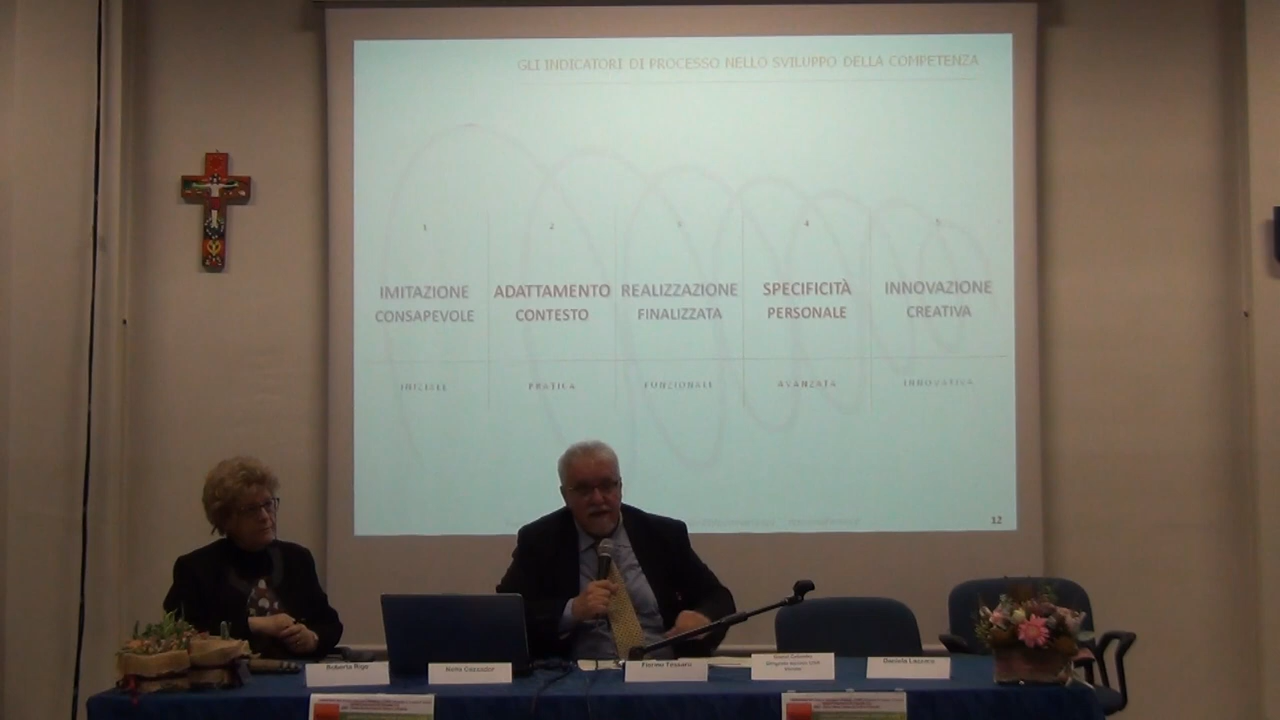 GLI INDICATORI DI PROCESSO NELLO SVILUPPO DELLA COMPETENZA
1
2
3
4
5
IMITAZIONE
CONSAPEVOLE
ADATTAMENTO
CONTESTO
REALIZZAZIONE
FINALIZZATA
SPECIFICITÀ
PERSONALE
INNOVAZIONE
CREATIVA
INIZIALE
PRATICA
FUNZIONALE
AVANZATA
INNOVATIVA
12
Roberta Rigo
Fiorino Tessaro
Daniela Lazzaro